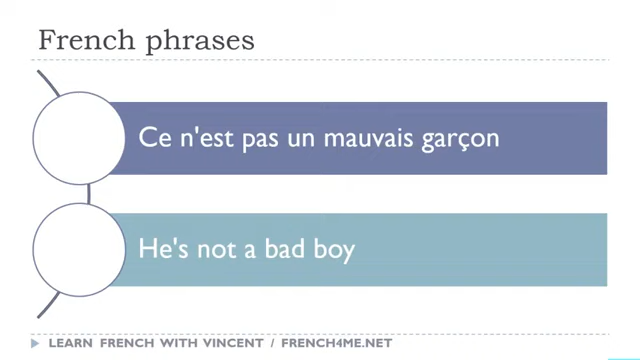 French phrases
Ce n'est pas un mauvais garçon
He's not a bad boy
LEARN FRENCH WITH VINCENT / FRENCH4ME.NET